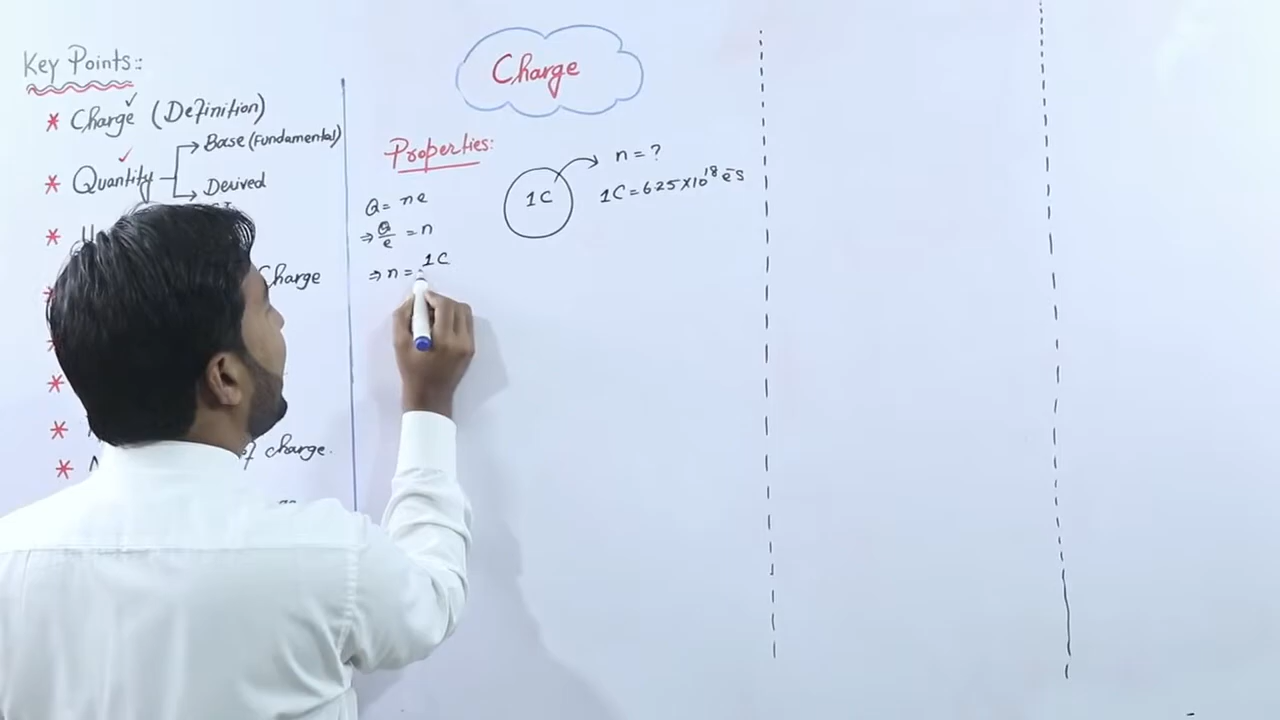 Key Points::
* Charge ✓ (Definition)
* Quantity ✓ → Base (Fundamental)
→ Derived
*
Charge
*
*
* of charge.
*
Charge
Properties:
Q = ne
⇒ Q/e = n
⇒ n = 1C
1C
n = ?
1C = 6.25×10¹⁸ e⁻s